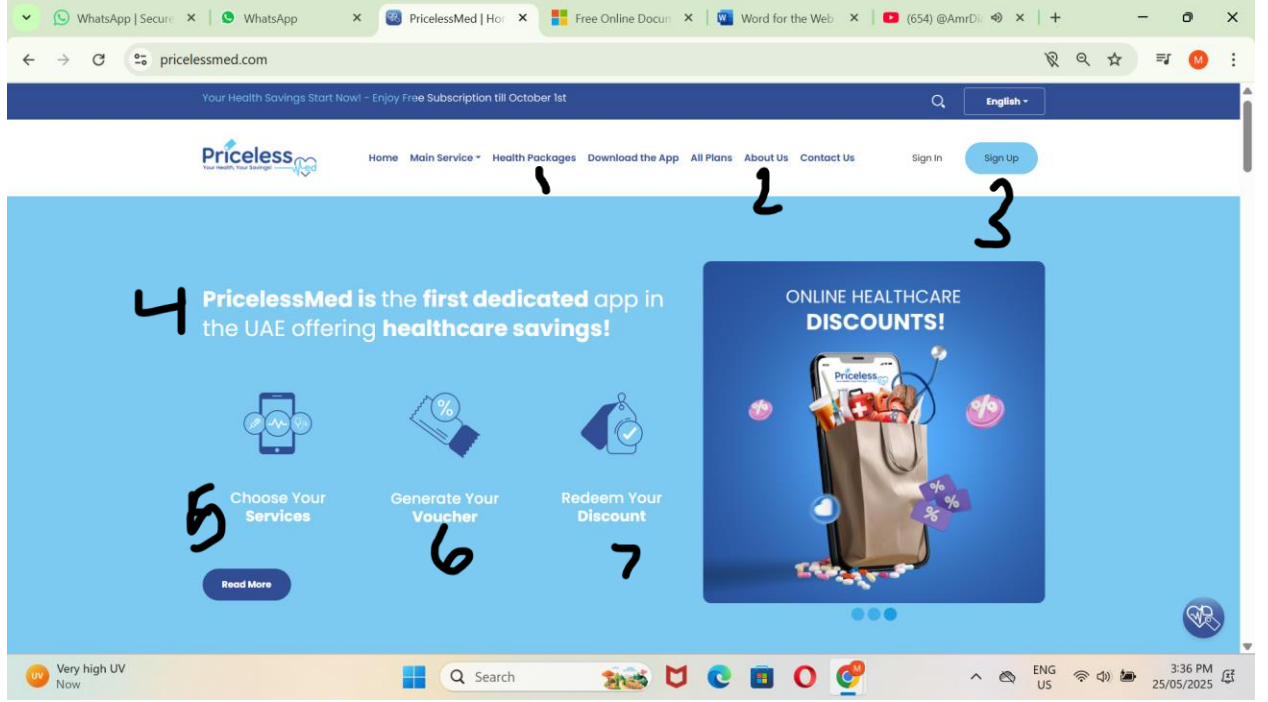 WhatsApp | Secure
WhatsApp
PricelessMed | Hor
Free Online Docun
Word for the Web
(654) @AmrDi
pricelessmed.com
M
Your Health Savings Start Now! - Enjoy Free Subscription till October 1st
English
Priceless
Med
Your Health, Your Savings!
Home Main Service Health Packages Download the App All Plans About Us Contact Us Sign In Sign Up
1 2 3
4
PricelessMed is the first dedicated app in
the UAE offering healthcare savings!
ONLINE HEALTHCARE
DISCOUNTS!
Priceless
%
%
%
%
%
%
Choose Your
Services
Generate Your
Voucher
Redeem Your
Discount
5 6 7
Read More
UV
Very high UV
Now
Search
M
ENG
US
3:36 PM
25/05/2025